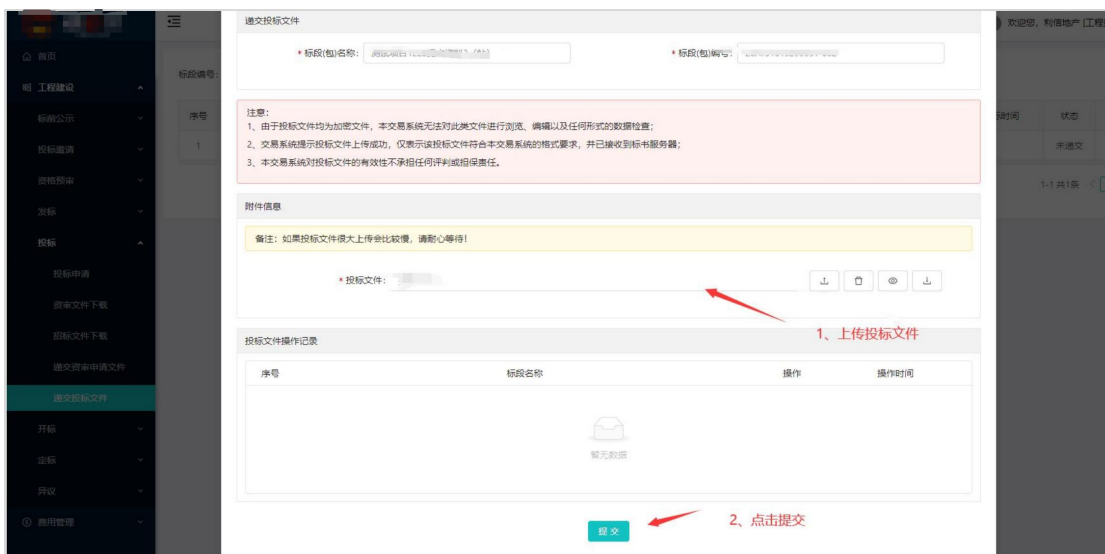 递交投标文件
欢迎您, 利信地产 [工程
首页
* 标段(包)名称:
* 标段(包)编号:
标段编号:
工程建设
标前公示
序号
标时间
状态
注意:
1、由于投标文件均为加密文件，本交易系统无法对此类文件进行浏览、编辑以及任何形式的数据检查;
2、交易系统提示投标文件上传成功，仅表示该投标文件符合本交易系统的格式要求，并已接收到标书服务器;
3、本交易系统对投标文件的有效性不承担任何评判或担保责任。
投标邀请
1
未递交
资格预审
1-1 共1条
附件信息
发标
备注: 如果投标文件很大上传会比较慢, 请耐心等待!
投标
投标申请
* 投标文件:
资审文件下载
1、上传投标文件
招标文件下载
投标文件操作记录
递交资审申请文件
序号
标段名称
操作
操作时间
递交投标文件
开标
暂无数据
定标
异议
费用管理
提交
2、点击提交